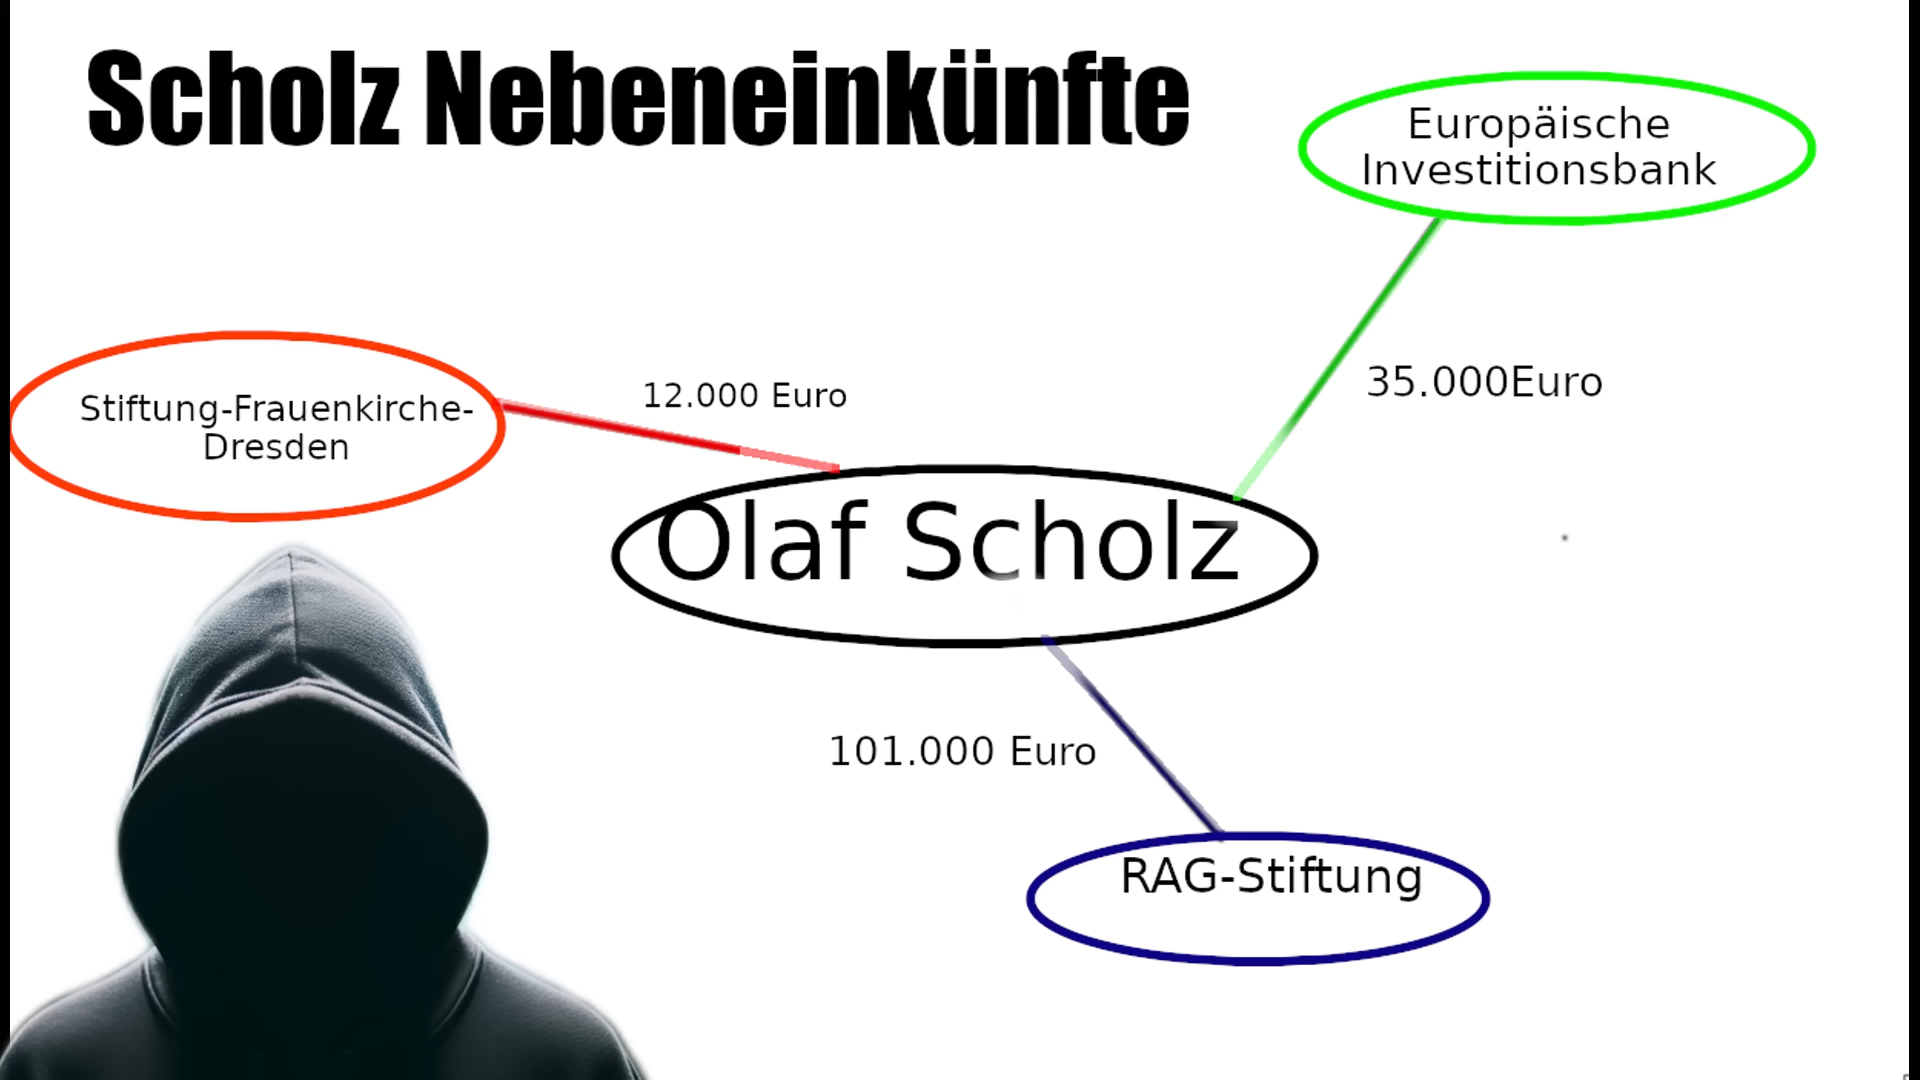 Scholz Nebeneinkünfte
Europäische
Investitionsbank
35.000Euro
Stiftung-Frauenkirche-
Dresden
12.000 Euro
Olaf Scholz
101.000 Euro
RAG-Stiftung